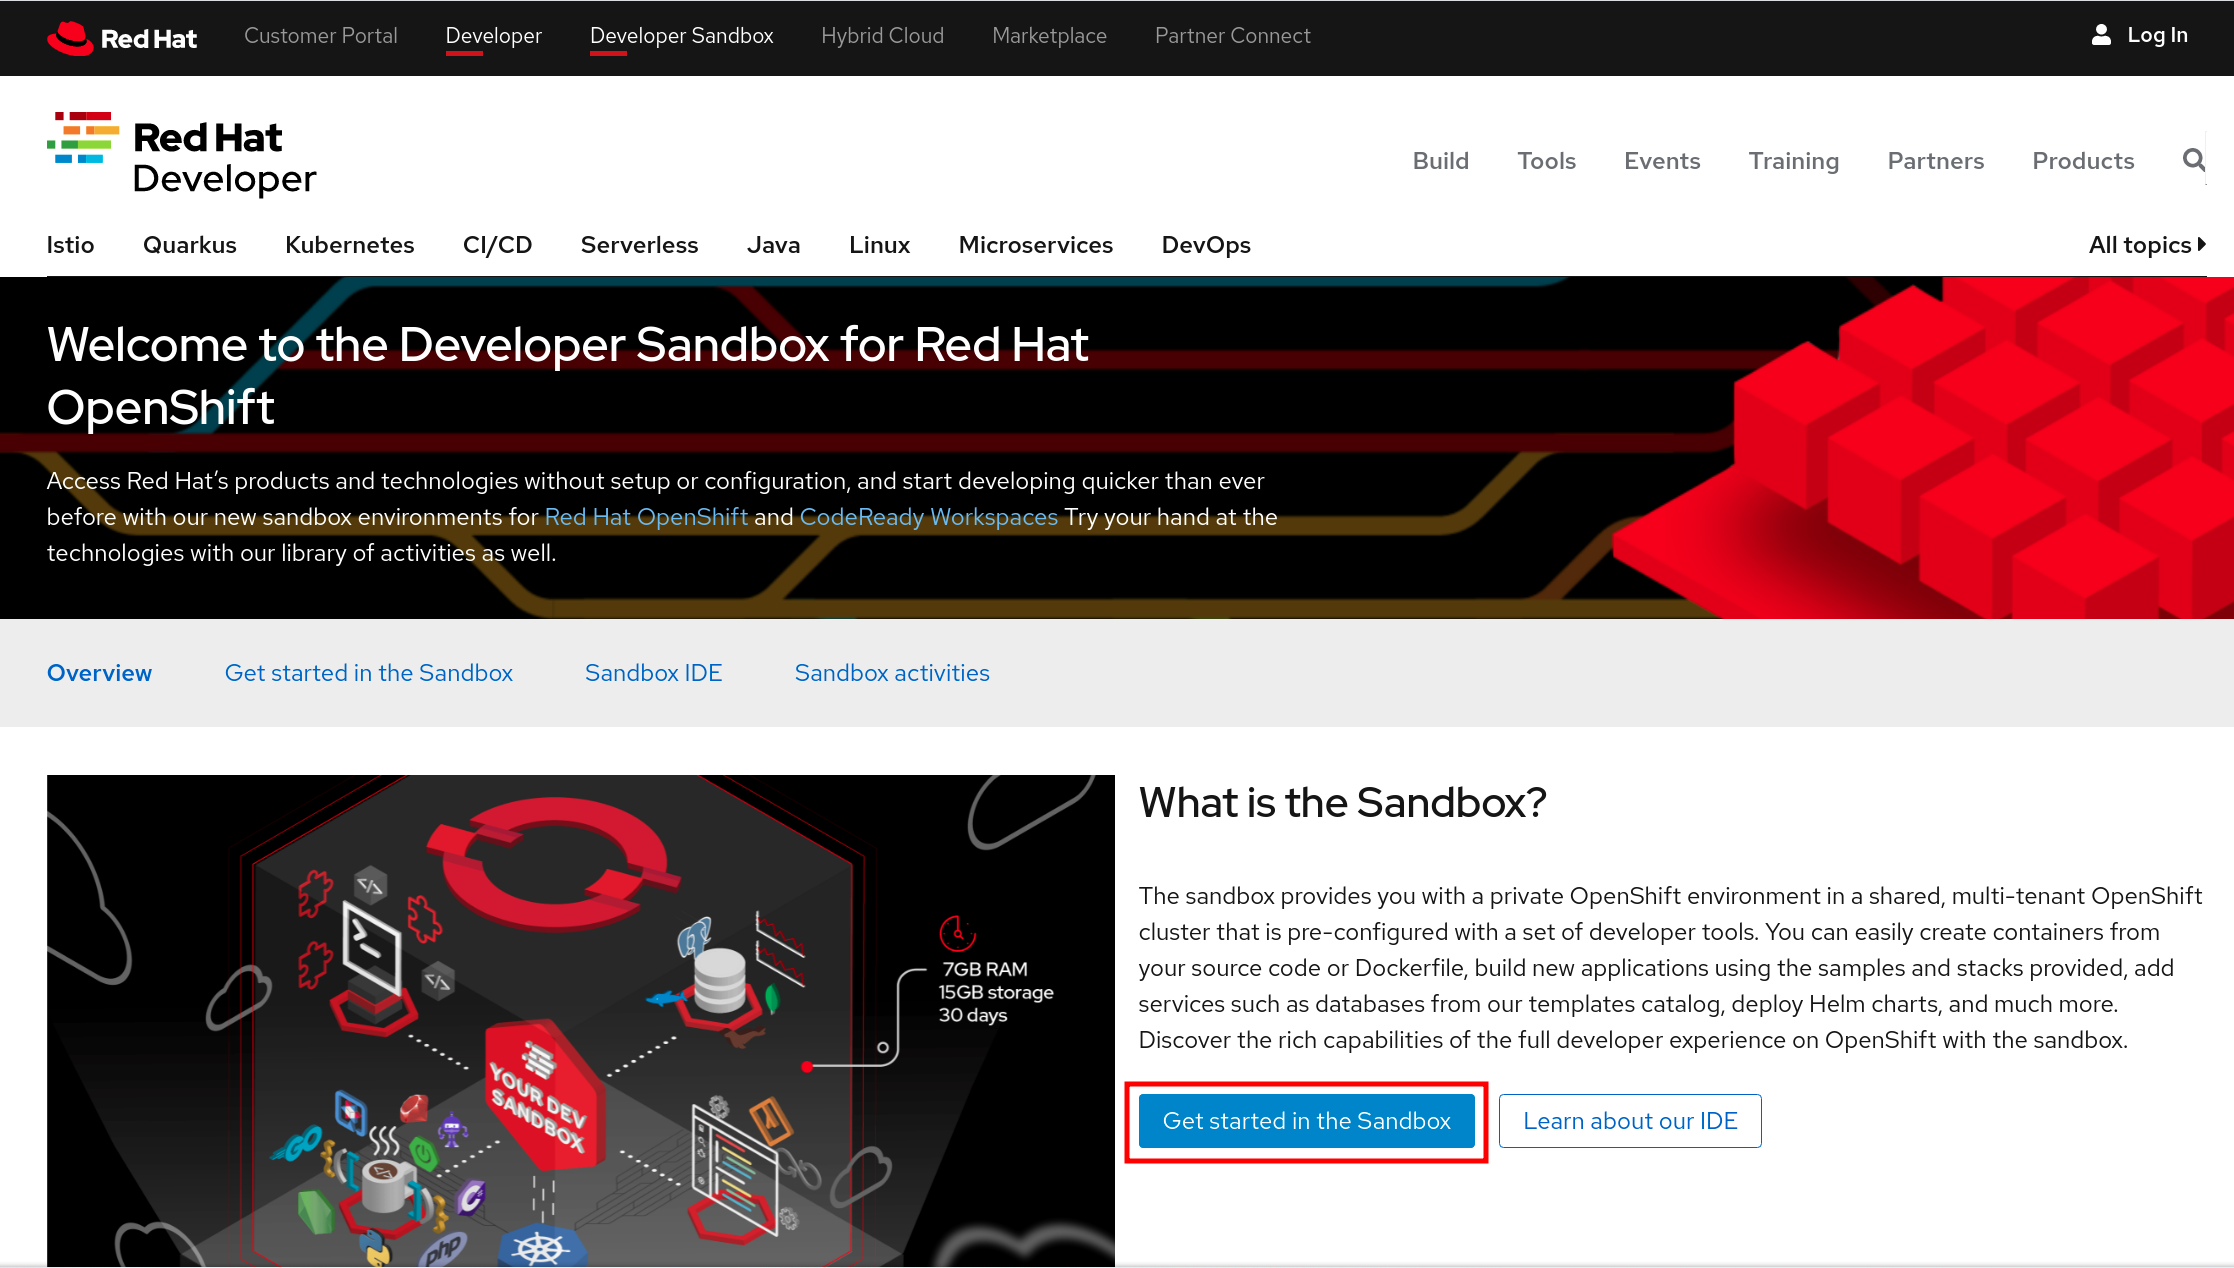 Red Hat
Customer Portal
Developer
Developer Sandbox
Hybrid Cloud
Marketplace
Partner Connect
Log In
Red Hat
Developer
Build
Tools
Events
Training
Partners
Products
Istio
Quarkus
Kubernetes
CI/CD
Serverless
Java
Linux
Microservices
DevOps
All topics
Welcome to the Developer Sandbox for Red Hat
OpenShift
Access Red Hat’s products and technologies without setup or configuration, and start developing quicker than ever
before with our new sandbox environments for Red Hat OpenShift and CodeReady Workspaces Try your hand at the
technologies with our library of activities as well.
Overview
Get started in the Sandbox
Sandbox IDE
Sandbox activities
7GB RAM
15GB storage
30 days
YOUR DEV
SANDBOX
GO
C
php
What is the Sandbox?
The sandbox provides you with a private OpenShift environment in a shared, multi-tenant OpenShift
cluster that is pre-configured with a set of developer tools. You can easily create containers from
your source code or Dockerfile, build new applications using the samples and stacks provided, add
services such as databases from our templates catalog, deploy Helm charts, and much more.
Discover the rich capabilities of the full developer experience on OpenShift with the sandbox.
Get started in the Sandbox
Learn about our IDE